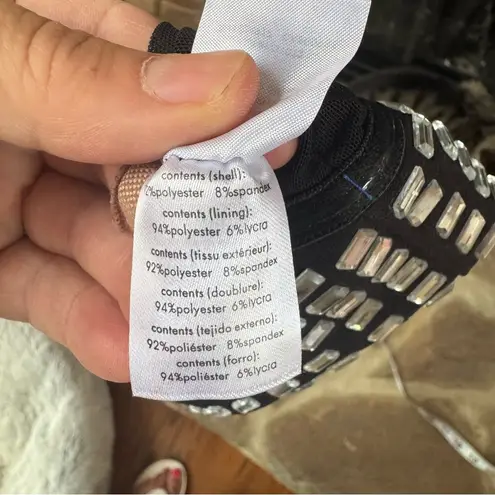 contents (shell):
2%polyester 8%spandex
contents (lining):
94%polyester 6%lycra
contents (tissu extérieur):
92%polyester 8%spandex
contents (doublure):
94%polyester 6%lycra
contents (tejido externo):
92%poliéster 8%spandex
contents (forro):
94%poliéster 6%lycra